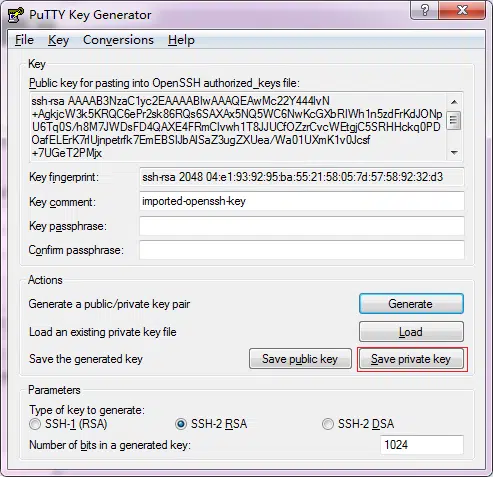 PuTTY Key Generator
File Key Conversions Help
Key
Public key for pasting into OpenSSH authorized_keys file:
ssh-rsa AAAAB3NzaC1yc2EAAAABIwAAAQEAwMc22Y444IvN
+AgkjcW3k5KRQC6ePr2sk86RQs6SAXAx5NQ5WC6NwKcGXbRIWh1n5zdFrKdJONp
U6Tq0S/h8M7JWDsFD4QAXE4FRmClvwh1T8JJUCfOZzrCvcWEtgjC5SRHHckq0PD
OafELErK7rlUjnpetrfk7EmEBSlJbAlSaZ3ugZXUea/Wa01UXmK1v0Jcsf
+7UGeT2PMjx
Key fingerprint: ssh-rsa 2048 04:e1:93:92:95:ba:55:21:58:05:7d:57:58:92:32:d3
Key comment: imported-openssh-key
Key passphrase:
Confirm passphrase:
Actions
Generate a public/private key pair Generate
Load an existing private key file Load
Save the generated key Save public key Save private key
Parameters
Type of key to generate:
SSH-1 (RSA) SSH-2 RSA SSH-2 DSA
Number of bits in a generated key: 1024